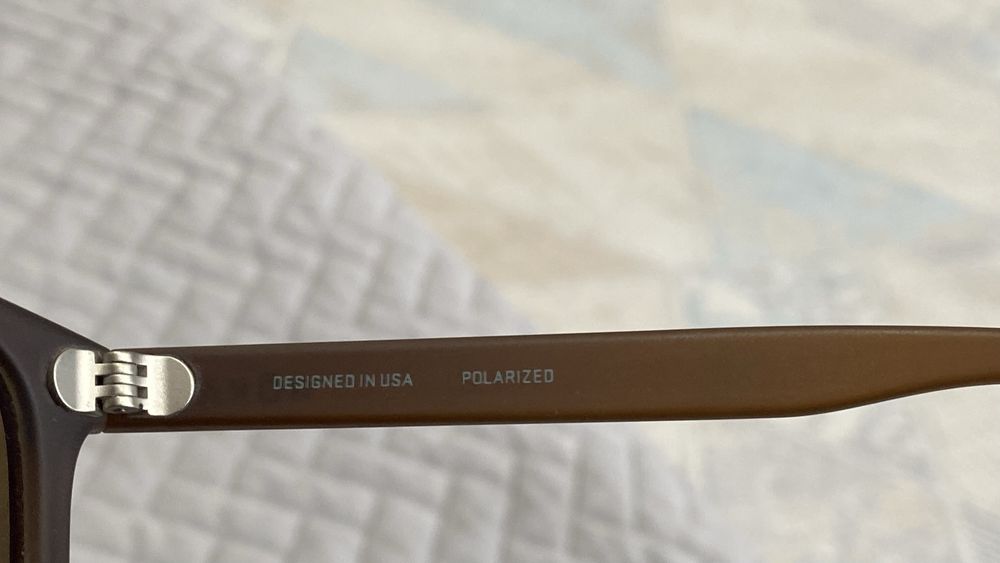 DESIGNED IN USA POLARIZED